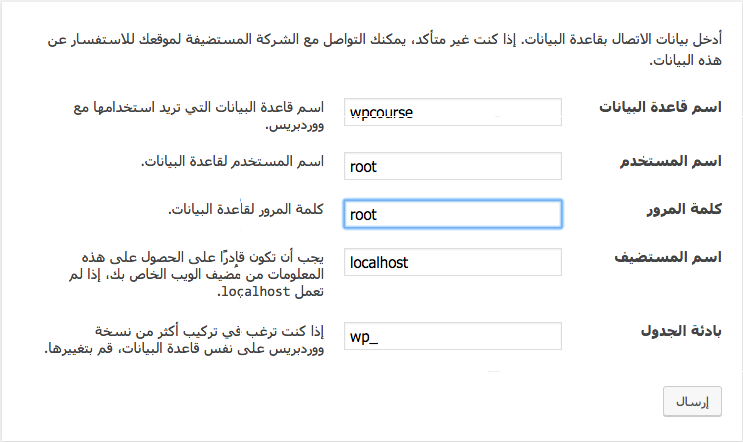 أدخل بيانات الاتصال بقاعدة البيانات. إذا كنت غير متأكد، يمكنك التواصل مع الشركة المستضيفة لموقعك للاستفسار عن
هذه البيانات.
اسم قاعدة البيانات
wpcourse
اسم قاعدة البيانات التي تريد استخدامها مع
ووردبريس.
اسم المستخدم
root
اسم المستخدم لقاعدة البيانات.
كلمة المرور
root
كلمة المرور لقاعدة البيانات.
اسم المستضيف
localhost
يجب أن تكون قادرًا على الحصول على هذه
المعلومات من مُضيف الويب الخاص بك، إذا لم
تعمل localhost.
بادئة الجدول
wp_
إذا كنت ترغب في تركيب أكثر من نسخة
ووردبريس على نفس قاعدة البيانات، قم بتغييرها.
إرسال